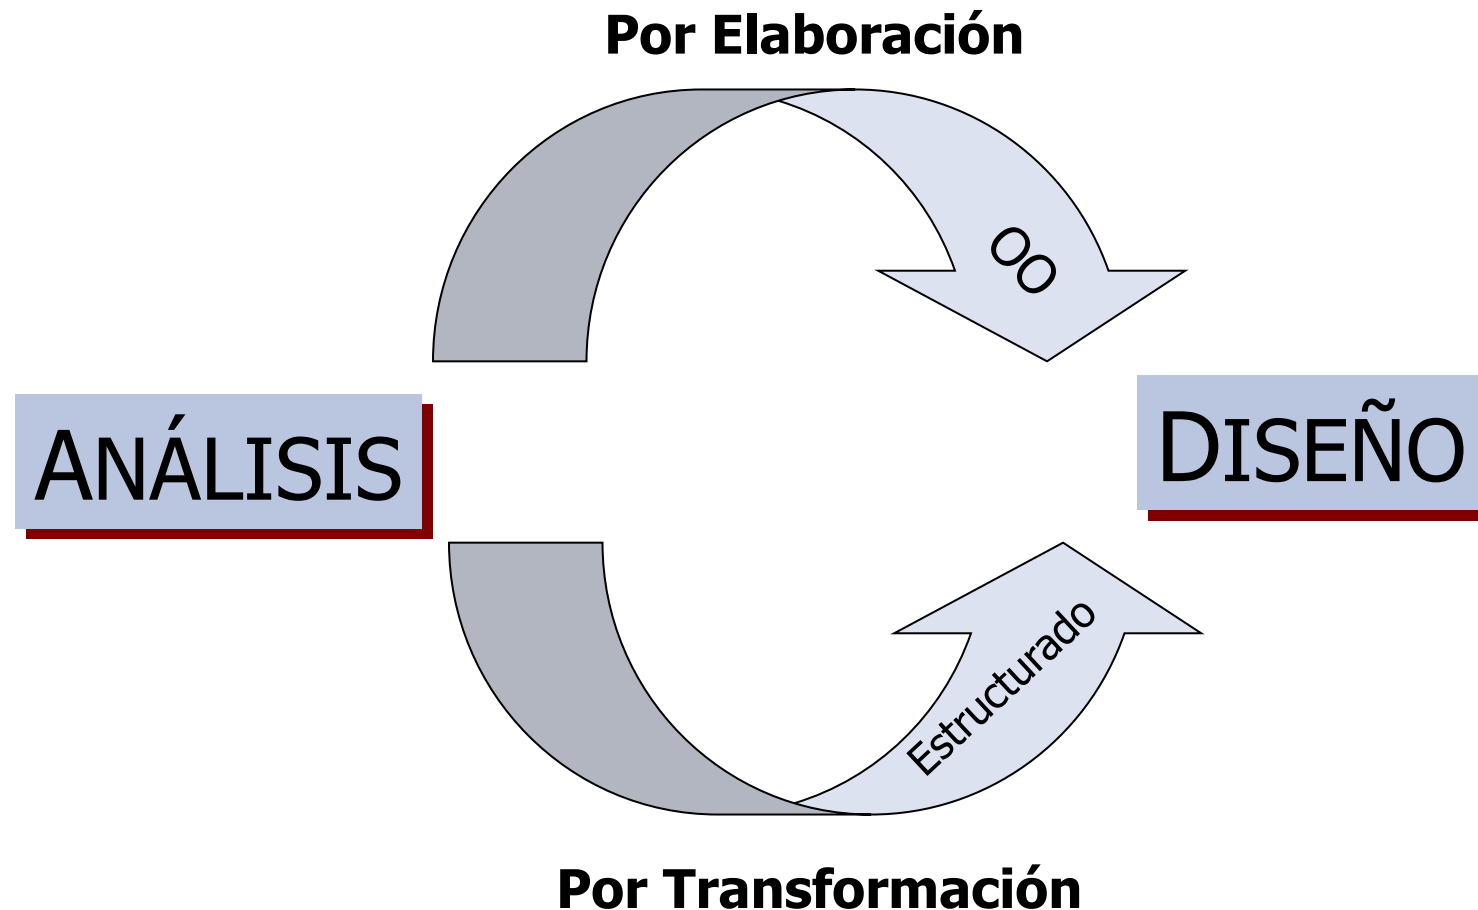 Por Elaboración
OO
ANÁLISIS
DISEÑO
Estructurado
Por Transformación